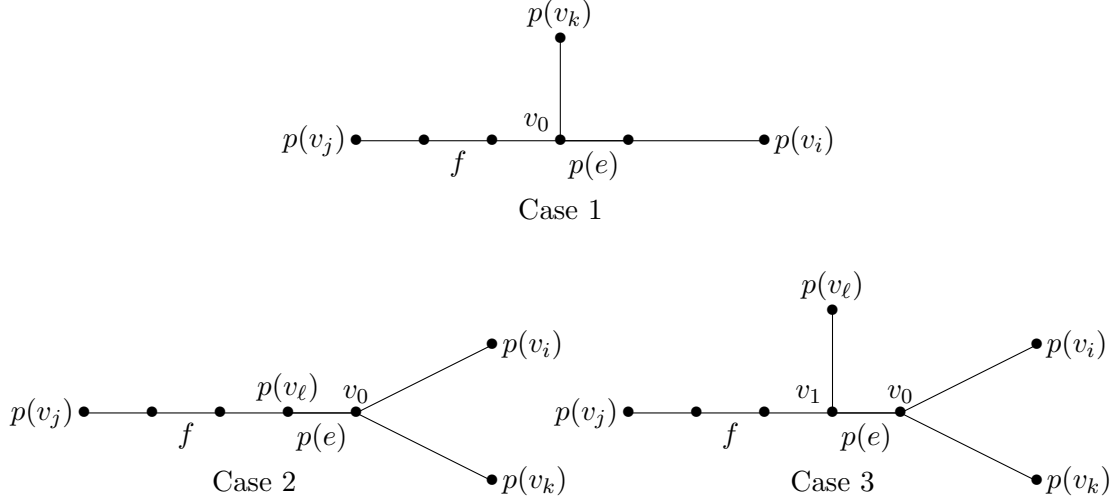 p(v_k)
p(v_j) v_0 p(v_i)
f p(e)
Case 1
p(v_ℓ)
p(v_i) p(v_i)
p(v_ℓ) v_0 v_1 v_0
p(v_j) p(v_j)
f p(e) f p(e)
Case 2 Case 3
p(v_k) p(v_k)